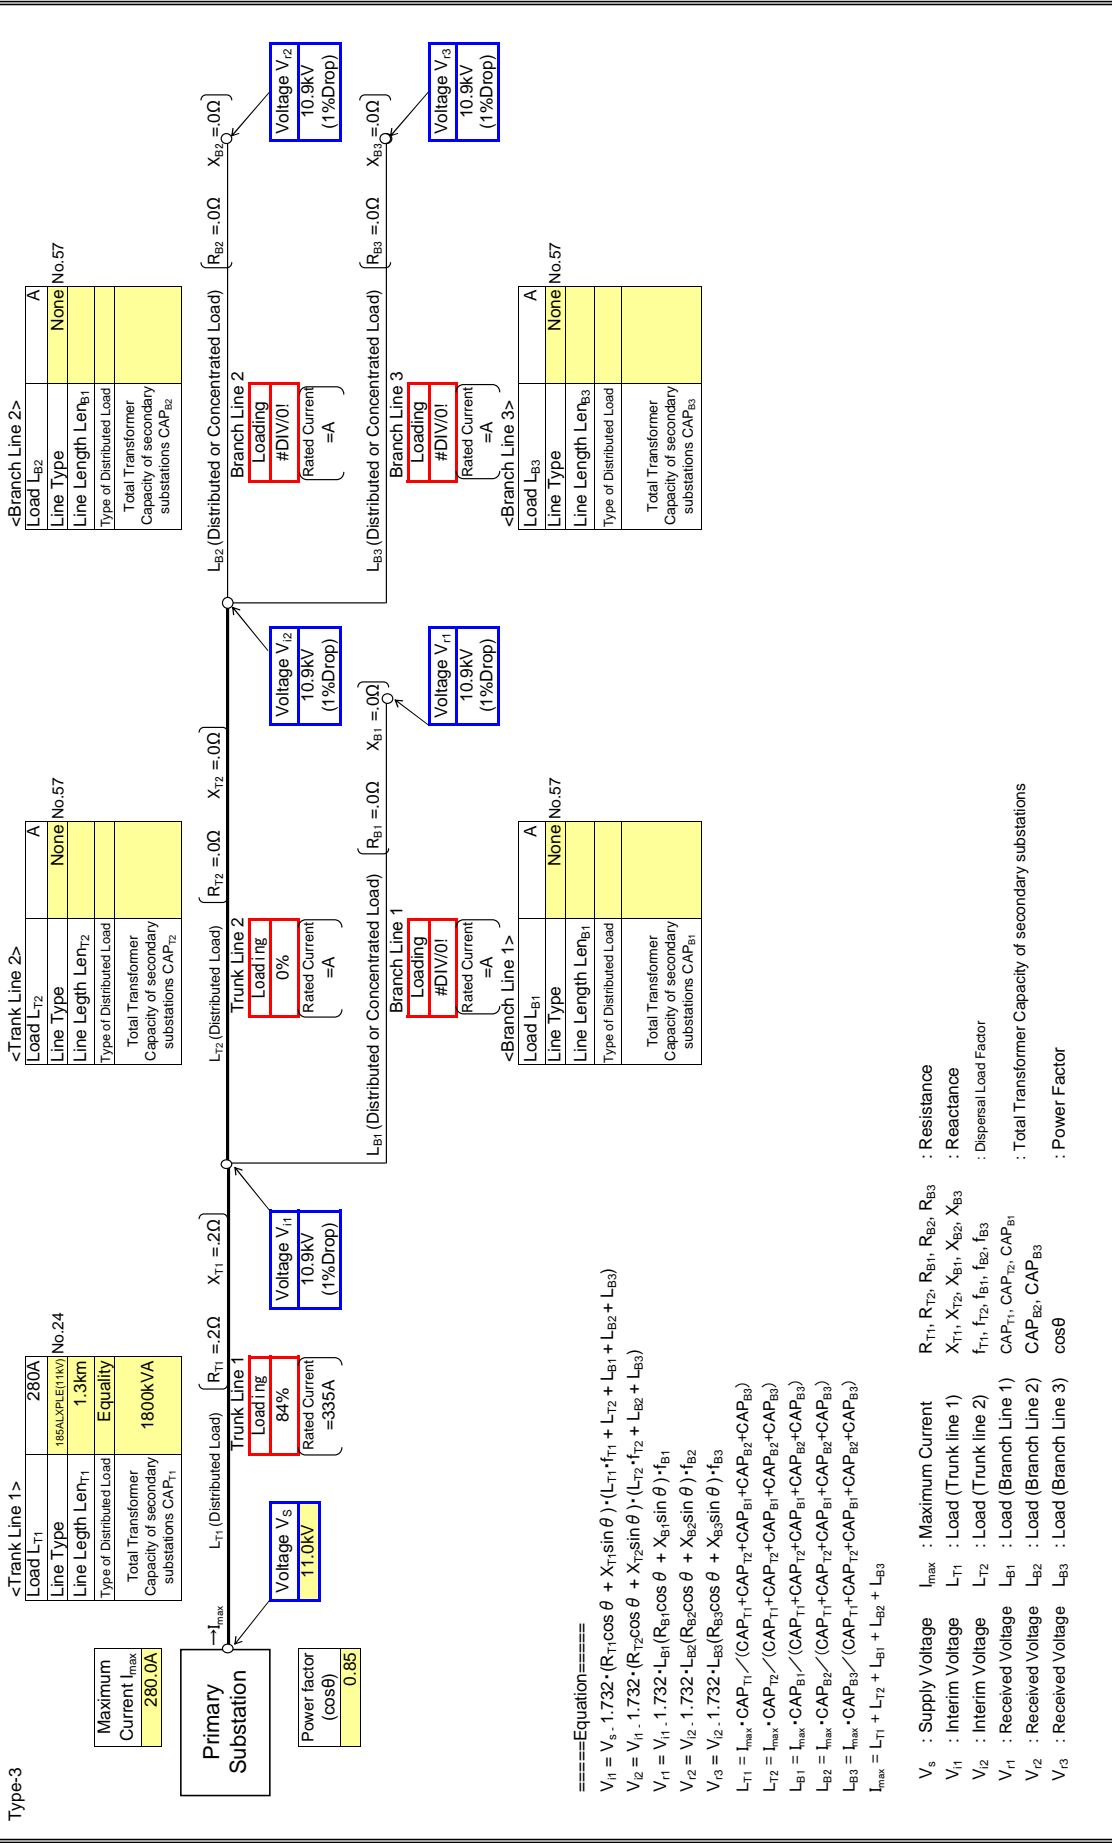 Type-3
Maximum
Current Imax
280.0A
Primary
Substation
→Imax
Power factor
(cosθ)
0.85
Voltage VS
11.0kV
<Trank Line 1>
Load LT1 280A
Line Type 185ALXPLE(11kV) No.24
Line Legth LenT1 1.3km
Type of Distributed Load Equality
Total Transformer
Capacity of secondary
substations CAPT1
1800kVA
LT1 (Distributed Load) RT1 =.2Ω XT1 =.2Ω
Trunk Line 1
Loading
84%
Rated Current
=335A
Voltage Vi1
10.9kV
(1%Drop)
<Trank Line 2>
Load LT2 A
Line Type None No.57
Line Length LenT2
Type of Distributed Load
Total Transformer
Capacity of secondary
substations CAPT2
LT2 (Distributed Load) RT2 =.0Ω XT2 =.0Ω
Trunk Line 2
Loading
0%
Rated Current
=A
Voltage Vi2
10.9kV
(1%Drop)
LB1 (Distributed or Concentrated Load) RB1 =.0Ω XB1 =.0Ω
Branch Line 1
Loading
#DIV/0!
Rated Current
=A
Voltage Vr1
10.9kV
(1%Drop)
<Branch Line 1>
Load LB1 A
Line Type None No.57
Line Length LenB1
Type of Distributed Load
Total Transformer
Capacity of secondary
substations CAPB1
<Branch Line 2>
Load LB2 A
Line Type None No.57
Line Length LenB1
Type of Distributed Load
Total Transformer
Capacity of secondary
substations CAPB2
LB2 (Distributed or Concentrated Load) RB2 =.0Ω XB2 =.0Ω
Branch Line 2
Loading
#DIV/0!
Rated Current
=A
Voltage Vr2
10.9kV
(1%Drop)
LB3 (Distributed or Concentrated Load) RB3 =.0Ω XB3 =.0Ω
Branch Line 3
Loading
#DIV/0!
Rated Current
=A
Voltage Vr3
10.9kV
(1%Drop)
<Branch Line 3>
Load LB3 A
Line Type None No.57
Line Length LenB3
Type of Distributed Load
Total Transformer
Capacity of secondary
substations CAPB3
=====Equation=====
Vi1 = Vs - 1.732・(RT1cos θ + XT1sin θ)・(LT1・fT1 + LT2 + LB1 + LB2 + LB3)
Vi2 = Vi1 - 1.732・(RT2cos θ + XT2sin θ)・(LT2・fT2 + LB2 + LB3)
Vr1 = Vi1 - 1.732・LB1(RB1cos θ + XB1sin θ)・fB1
Vr2 = Vi2 - 1.732・LB2(RB2cos θ + XB2sin θ)・fB2
Vr3 = Vi2 - 1.732・LB3(RB3cos θ + XB3sin θ)・fB3
LT1 = Imax・CAPT1／(CAPT1+CAPT2+CAPB1+CAPB2+CAPB3)
LT2 = Imax・CAPT2／(CAPT1+CAPT2+CAPB1+CAPB2+CAPB3)
LB1 = Imax・CAPB1／(CAPT1+CAPT2+CAPB1+CAPB2+CAPB3)
LB2 = Imax・CAPB2／(CAPT1+CAPT2+CAPB1+CAPB2+CAPB3)
LB3 = Imax・CAPB3／(CAPT1+CAPT2+CAPB1+CAPB2+CAPB3)
Imax = LT1 + LT2 + LB1 + LB2 + LB3
Vs : Supply Voltage Imax : Maximum Current RT1, RT2, RB1, RB2, RB3 : Resistance
Vi1 : Interim Voltage LT1 : Load (Trunk line 1) XT1, XT2, XB1, XB2, XB3 : Reactance
Vi2 : Interim Voltage LT2 : Load (Trunk line 2) fT1, fT2, fB1, fB2, fB3 : Dispersal Load Factor
Vr1 : Received Voltage LB1 : Load (Branch Line 1) CAPT1, CAPT2, CAPB1 : Total Transformer Capacity of secondary substations
Vr2 : Received Voltage LB2 : Load (Branch Line 2) CAPB2, CAPB3
Vr3 : Received Voltage LB3 : Load (Branch Line 3) cosθ : Power Factor